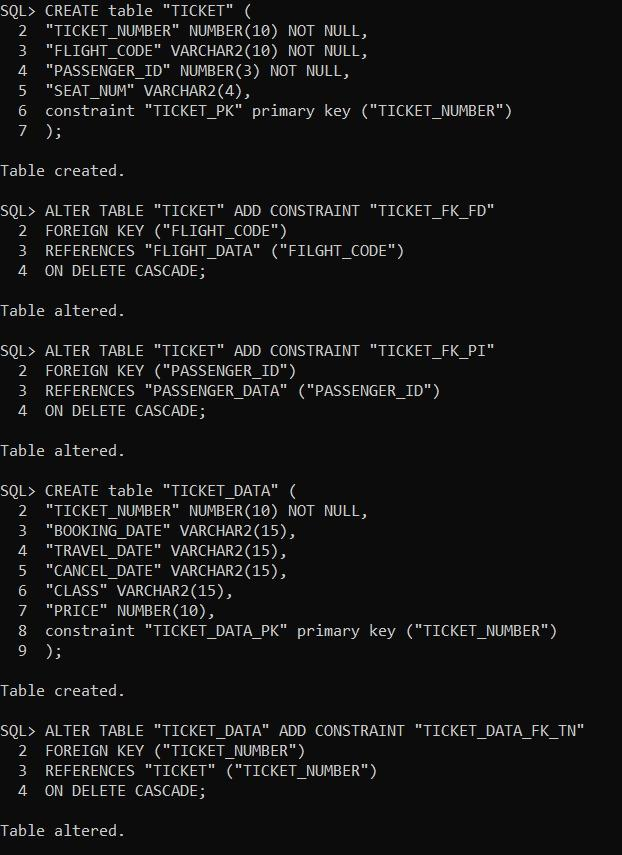 SQL> CREATE table "TICKET" (
2 "TICKET_NUMBER" NUMBER(10) NOT NULL,
3 "FLIGHT_CODE" VARCHAR2(10) NOT NULL,
4 "PASSENGER_ID" NUMBER(3) NOT NULL,
5 "SEAT_NUM" VARCHAR2(4),
6 constraint "TICKET_PK" primary key ("TICKET_NUMBER")
7 );
Table created.
SQL> ALTER TABLE "TICKET" ADD CONSTRAINT "TICKET_FK_FD"
2 FOREIGN KEY ("FLIGHT_CODE")
3 REFERENCES "FLIGHT_DATA" ("FILGHT_CODE")
4 ON DELETE CASCADE;
Table altered.
SQL> ALTER TABLE "TICKET" ADD CONSTRAINT "TICKET_FK_PI"
2 FOREIGN KEY ("PASSENGER_ID")
3 REFERENCES "PASSENGER_DATA" ("PASSENGER_ID")
4 ON DELETE CASCADE;
Table altered.
SQL> CREATE table "TICKET_DATA" (
2 "TICKET_NUMBER" NUMBER(10) NOT NULL,
3 "BOOKING_DATE" VARCHAR2(15),
4 "TRAVEL_DATE" VARCHAR2(15),
5 "CANCEL_DATE" VARCHAR2(15),
6 "CLASS" VARCHAR2(15),
7 "PRICE" NUMBER(10),
8 constraint "TICKET_DATA_PK" primary key ("TICKET_NUMBER")
9 );
Table created.
SQL> ALTER TABLE "TICKET_DATA" ADD CONSTRAINT "TICKET_DATA_FK_TN"
2 FOREIGN KEY ("TICKET_NUMBER")
3 REFERENCES "TICKET" ("TICKET_NUMBER")
4 ON DELETE CASCADE;
Table altered.